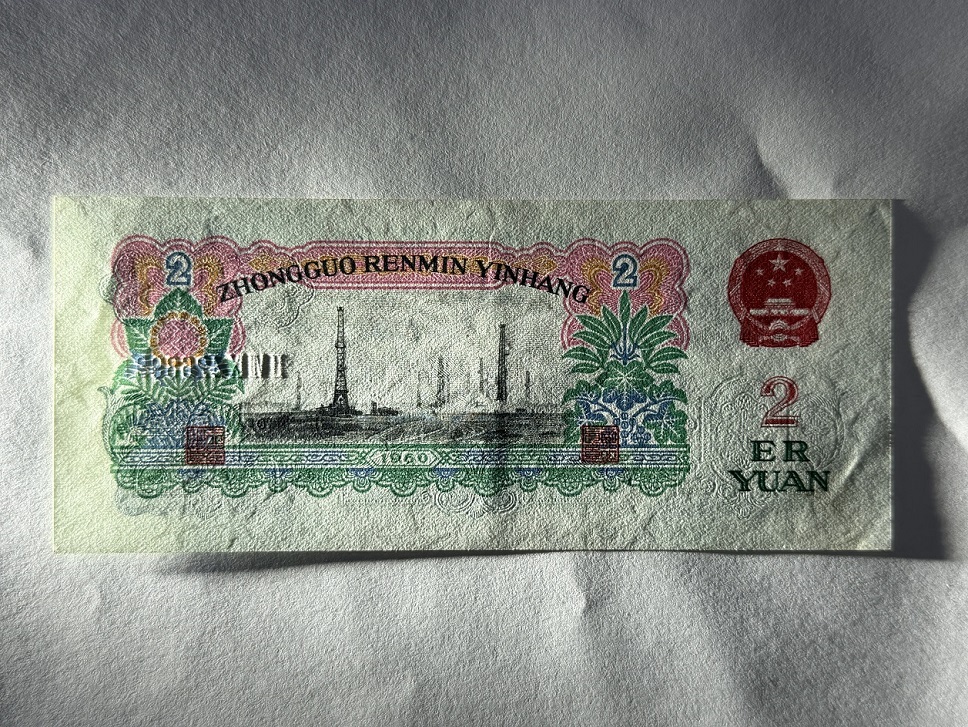 2
2
ZHONGGUO RENMIN YINHANG
1960
2
ER
YUAN